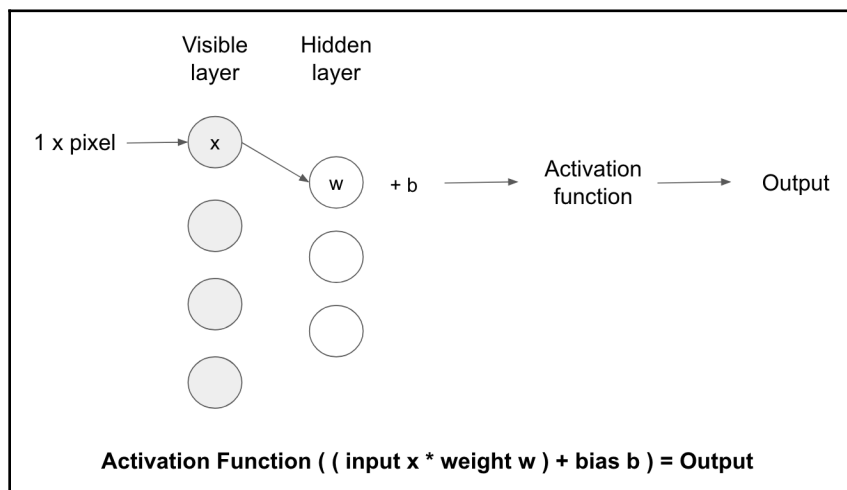 Visible
layer
Hidden
layer
1 x pixel
x
w
+ b
Activation
function
Output
Activation Function ( ( input x * weight w ) + bias b ) = Output